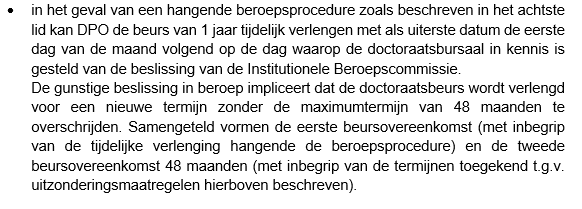 • in het geval van een hangende beroepsprocedure zoals beschreven in het achtste
lid kan DPO de beurs van 1 jaar tijdelijk verlengen met als uiterste datum de eerste
dag van de maand volgend op de dag waarop de doctoraatsbursaal in kennis is
gesteld van de beslissing van de Institutionele Beroepscommissie.
De gunstige beslissing in beroep impliceert dat de doctoraatsbeurs wordt verlengd
voor een nieuwe termijn zonder de maximumtermijn van 48 maanden te
overschrijden. Samengeteld vormen de eerste beursovereenkomst (met inbegrip
van de tijdelijke verlenging hangende de beroepsprocedure) en de tweede
beursovereenkomst 48 maanden (met inbegrip van de termijnen toegekend t.g.v.
uitzonderingsmaatregelen hierboven beschreven).